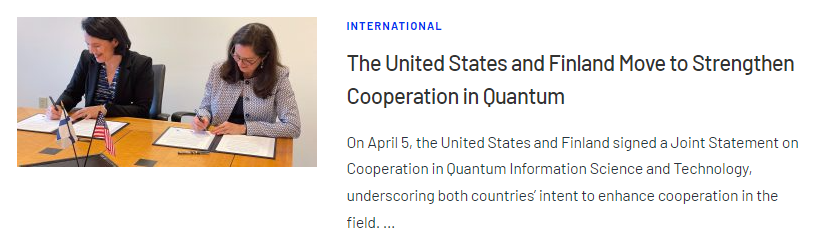 INTERNATIONAL
The United States and Finland Move to Strengthen
Cooperation in Quantum
On April 5, the United States and Finland signed a Joint Statement on
Cooperation in Quantum Information Science and Technology,
underscoring both countries’ intent to enhance cooperation in the
field. ...